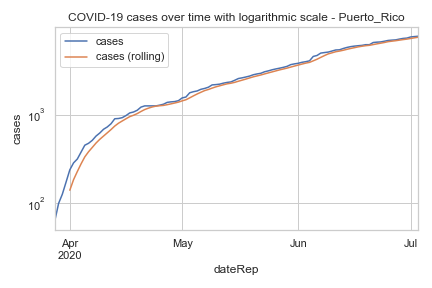 COVID-19 cases over time with logarithmic scale - Puerto_Rico
cases
cases (rolling)
10³
10²
cases
Apr May Jun Jul
2020
dateRep